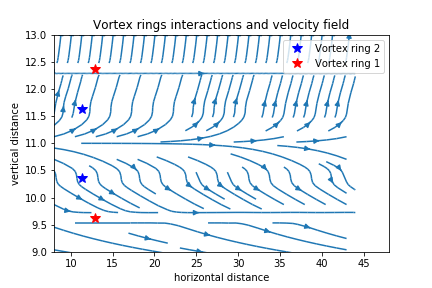 Vortex rings interactions and velocity field
Vortex ring 2
Vortex ring 1
vertical distance
13.0
12.5
12.0
11.5
11.0
10.5
10.0
9.5
9.0
10 15 20 25 30 35 40 45
horizontal distance